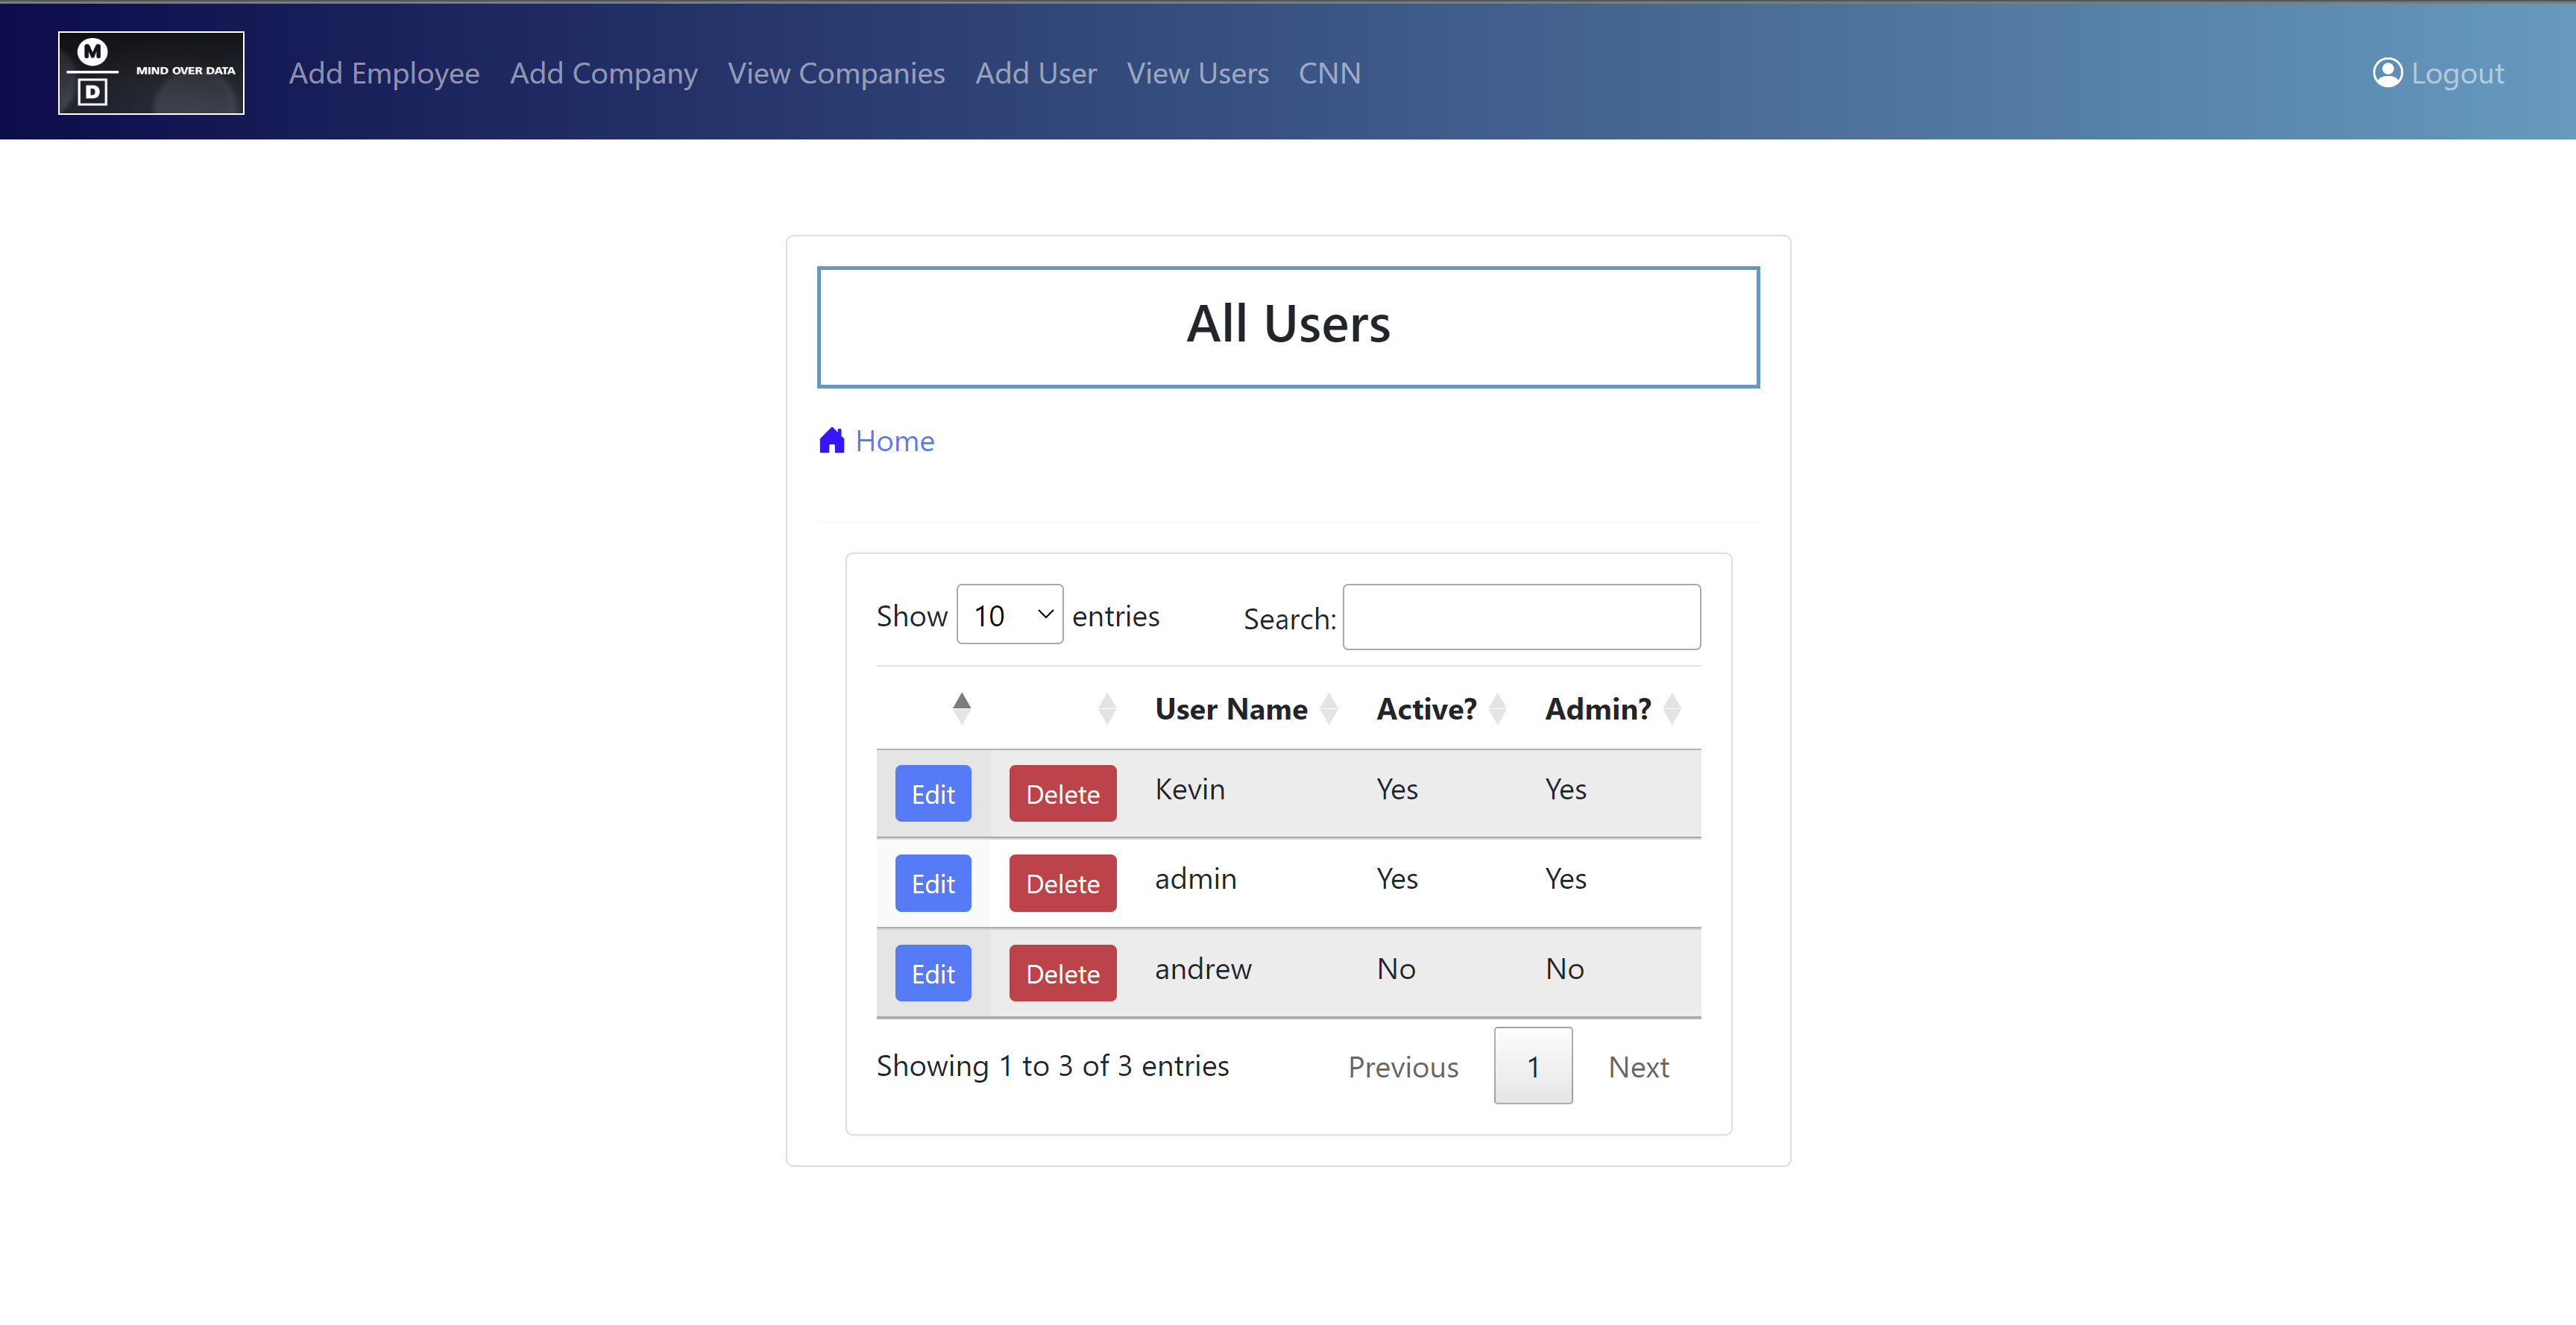 M
D
MIND OVER DATA
Add Employee Add Company View Companies Add User View Users CNN
Logout
All Users
Home
Show 10 entries
Search:
User Name Active? Admin?
Edit Delete Kevin Yes Yes
Edit Delete admin Yes Yes
Edit Delete andrew No No
Showing 1 to 3 of 3 entries
Previous 1 Next